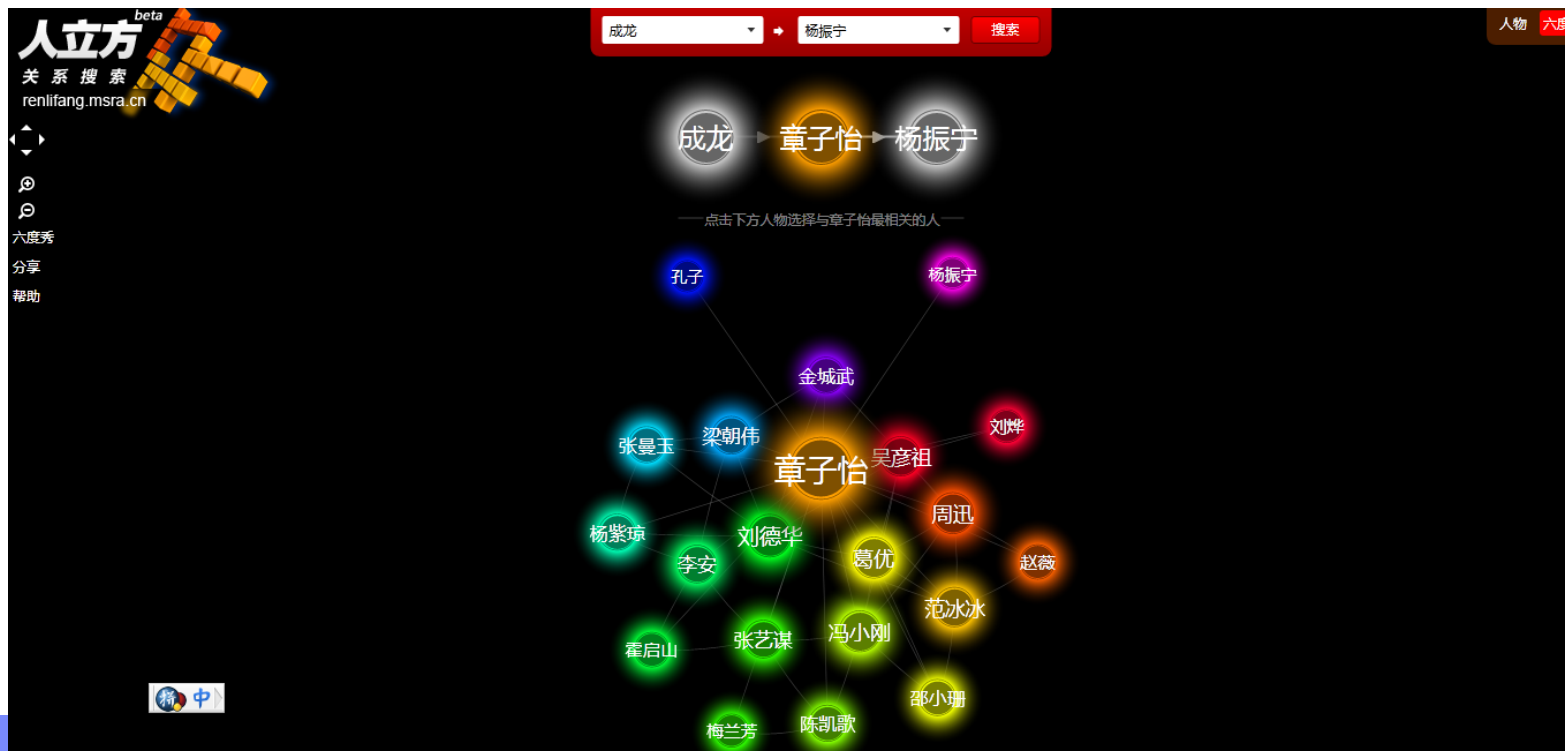 人立方 beta
关系搜索
renlifang.msra.cn
成龙 杨振宁 搜索
人物 六度
成龙 章子怡 杨振宁
点击下方人物选择与章子怡最相关的人
六度秀
分享
帮助
孔子 杨振宁
金城武
刘烨
张曼玉 梁朝伟
章子怡 吴彦祖
周迅
杨紫琼 刘德华
李安 葛优 赵薇
范冰冰
霍启山 张艺谋 冯小刚
邵小珊
梅兰芳 陈凯歌
中